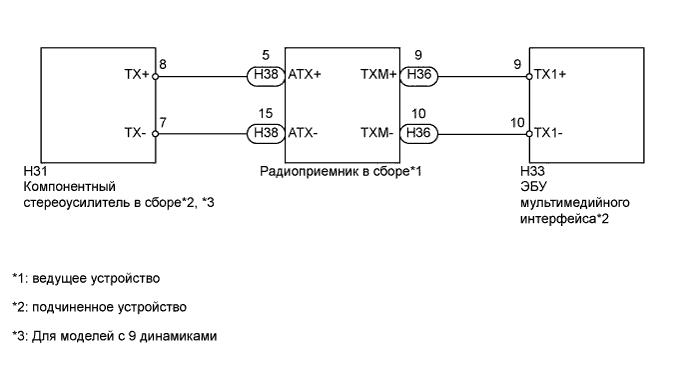 8 5 9 9
TX+ H38 ATX+ TXM+ H36 TX1+
7 15 10 10
TX- H38 ATX- TXM- H36 TX1-
H31
Компонентный
стереоусилитель в сборе*2, *3
Радиоприемник в сборе*1
H33
ЭБУ
мультимедийного
интерфейса*2
*1: ведущее устройство
*2: подчиненное устройство
*3: Для моделей с 9 динамиками